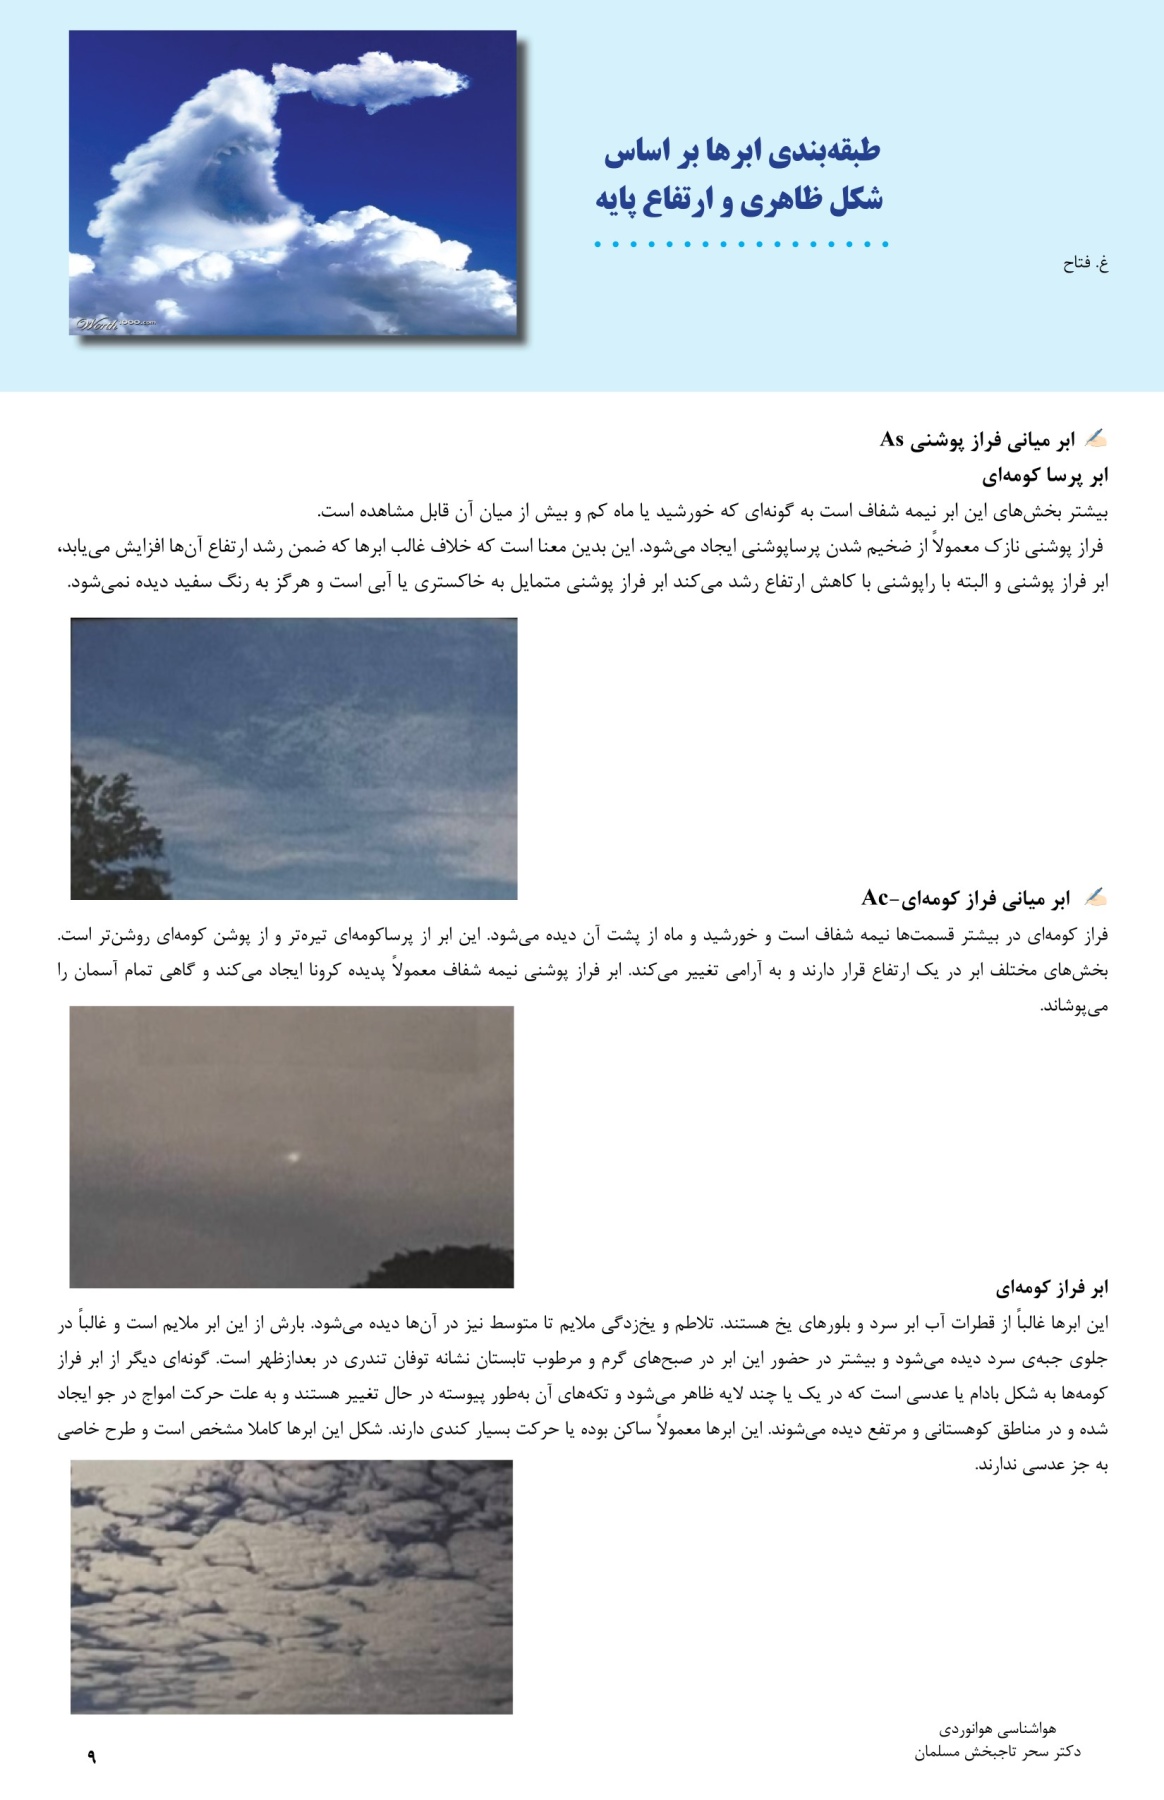 طبقه‌بندی ابرها بر اساس
شکل ظاهری و ارتفاع پایه
غ. فتاح
ابر میانی فراز پوشنی As
ابر پرسا کومه‌ای
بیشتر بخش‌های این ابر نیمه شفاف است به گونه‌ای که خورشید یا ماه کم و بیش از میان آن قابل مشاهده است.
فراز پوشنی نازک معمولاً از ضخیم شدن پرساپوشنی ایجاد می‌شود. این بدین معنا است که خلاف غالب ابرها که ضمن رشد ارتفاع آن‌ها افزایش می‌یابد،
ابر فراز پوشنی و البته با راپوشنی با کاهش ارتفاع رشد می‌کند ابر فراز پوشنی متمایل به خاکستری یا آبی است و هرگز به رنگ سفید دیده نمی‌شود.
ابر میانی فراز کومه‌ای-Ac
فراز کومه‌ای در بیشتر قسمت‌ها نیمه شفاف است و خورشید و ماه از پشت آن دیده می‌شود. این ابر از پرساکومه‌ای تیره‌تر و از پوشن کومه‌ای روشن‌تر است.
بخش‌های مختلف ابر در یک ارتفاع قرار دارند و به آرامی تغییر می‌کند. ابر فراز پوشنی نیمه شفاف معمولاً پدیده کرونا ایجاد می‌کند و گاهی تمام آسمان را
می‌پوشاند.
ابر فراز کومه‌ای
این ابرها غالباً از قطرات آب ابر سرد و بلورهای یخ هستند. تلاطم و یخ‌زدگی ملایم تا متوسط نیز در آن‌ها دیده می‌شود. بارش از این ابر ملایم است و غالباً در
جلوی جبه‌ی سرد دیده می‌شود و بیشتر در حضور این ابر در صبح‌های گرم و مرطوب تابستان نشانه توفان تندری در بعدازظهر است. گونه‌ای دیگر از ابر فراز
کومه‌ها به شکل بادام یا عدسی است که در یک یا چند لایه ظاهر می‌شود و تکه‌های آن به‌طور پیوسته در حال تغییر هستند و به علت حرکت امواج در جو ایجاد
شده و در مناطق کوهستانی و مرتفع دیده می‌شوند. این ابرها معمولاً ساکن بوده یا حرکت بسیار کندی دارند. شکل این ابرها کاملا مشخص است و طرح خاصی
به جز عدسی ندارند.
هواشناسی هوانوردی
دکتر سحر تاجبخش مسلمان
۹